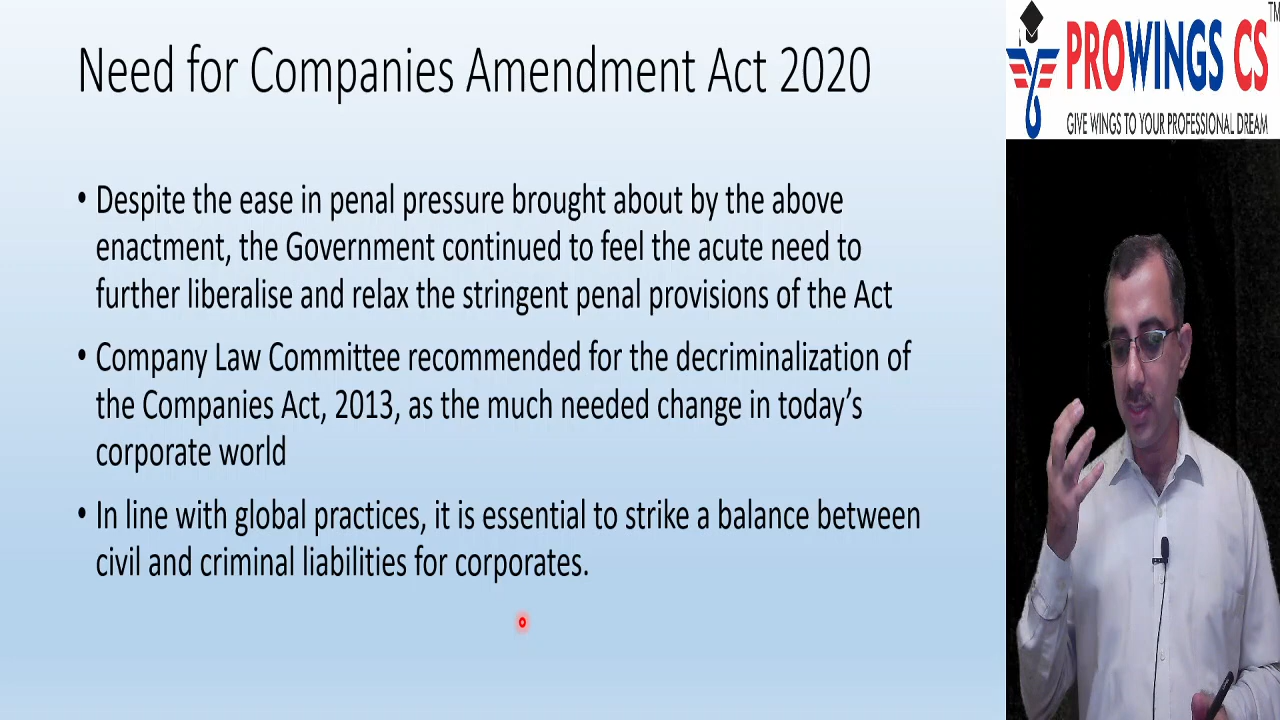 Need for Companies Amendment Act 2020
• Despite the ease in penal pressure brought about by the above
enactment, the Government continued to feel the acute need to
further liberalise and relax the stringent penal provisions of the Act
• Company Law Committee recommended for the decriminalization of
the Companies Act, 2013, as the much needed change in today’s
corporate world
• In line with global practices, it is essential to strike a balance between
civil and criminal liabilities for corporates.
PROWINGS CS TM
GIVE WINGS TO YOUR PROFESSIONAL DREAM